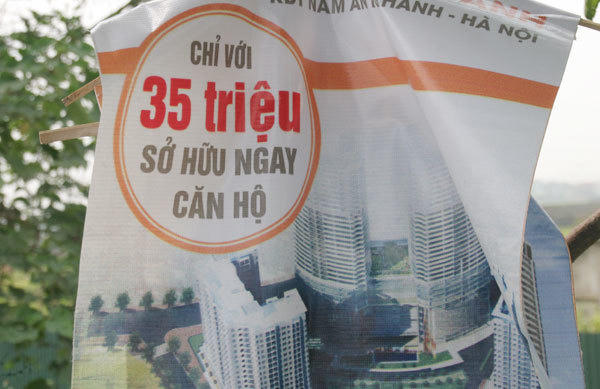 KĐT NAM AN KHÁNH - HÀ NỘI
CHỈ VỚI
35 triệu
SỞ HỮU NGAY
CĂN HỘ